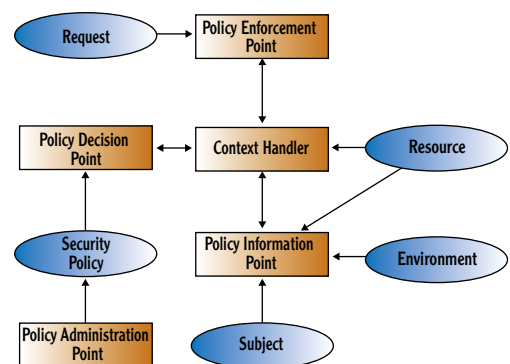 Request
Policy Enforcement
Point
Policy Decision
Point
Context Handler
Resource
Security
Policy
Policy Information
Point
Environment
Policy Administration
Point
Subject